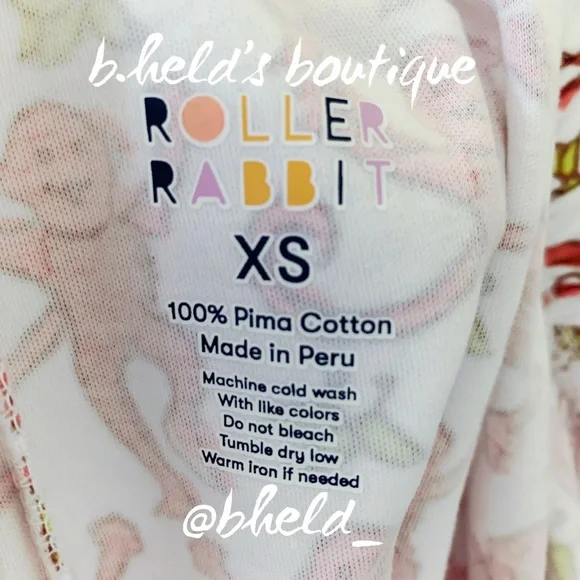 b.held's boutique
ROLLER
RABBIT
XS
100% Pima Cotton
Made in Peru
Machine cold wash
With like colors
Do not bleach
Tumble dry low
Warm iron if needed
@bheld_